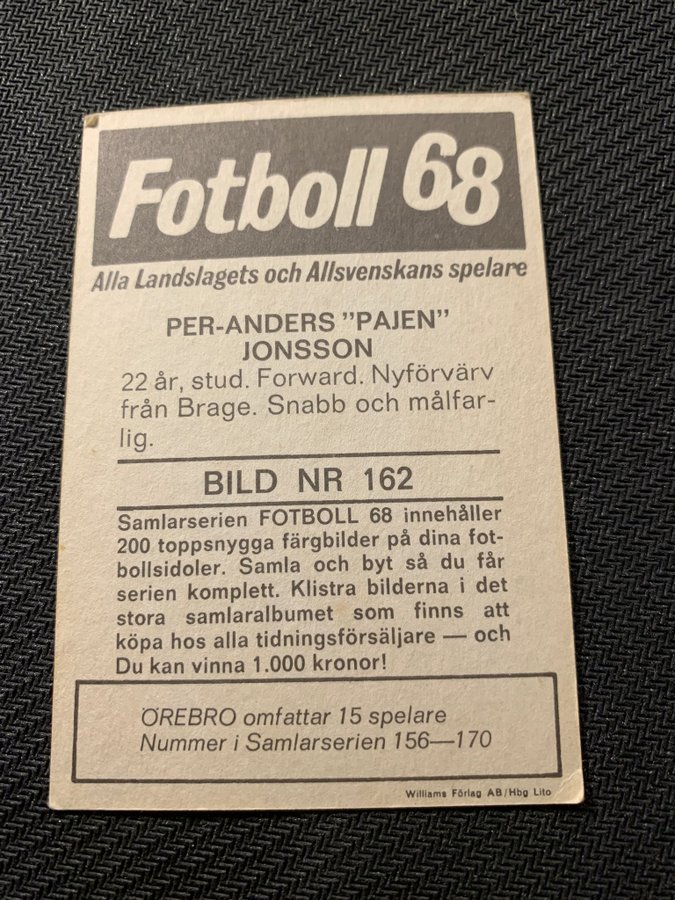 Fotboll 68
Alla Landslagets och Allsvenskans spelare
PER-ANDERS ”PAJEN”
JONSSON
22 år, stud. Forward. Nyförvärv
från Brage. Snabb och målfar-
lig.
BILD NR 162
Samlarserien FOTBOLL 68 innehåller
200 toppsnygga färgbilder på dina fot-
bollsidoler. Samla och byt så du får
serien komplett. Klistra bilderna i det
stora samlaralbumet som finns att
köpa hos alla tidningsförsäljare — och
Du kan vinna 1.000 kronor!
ÖREBRO omfattar 15 spelare
Nummer i Samlarserien 156—170
Williams Förlag AB/Hbg Lito